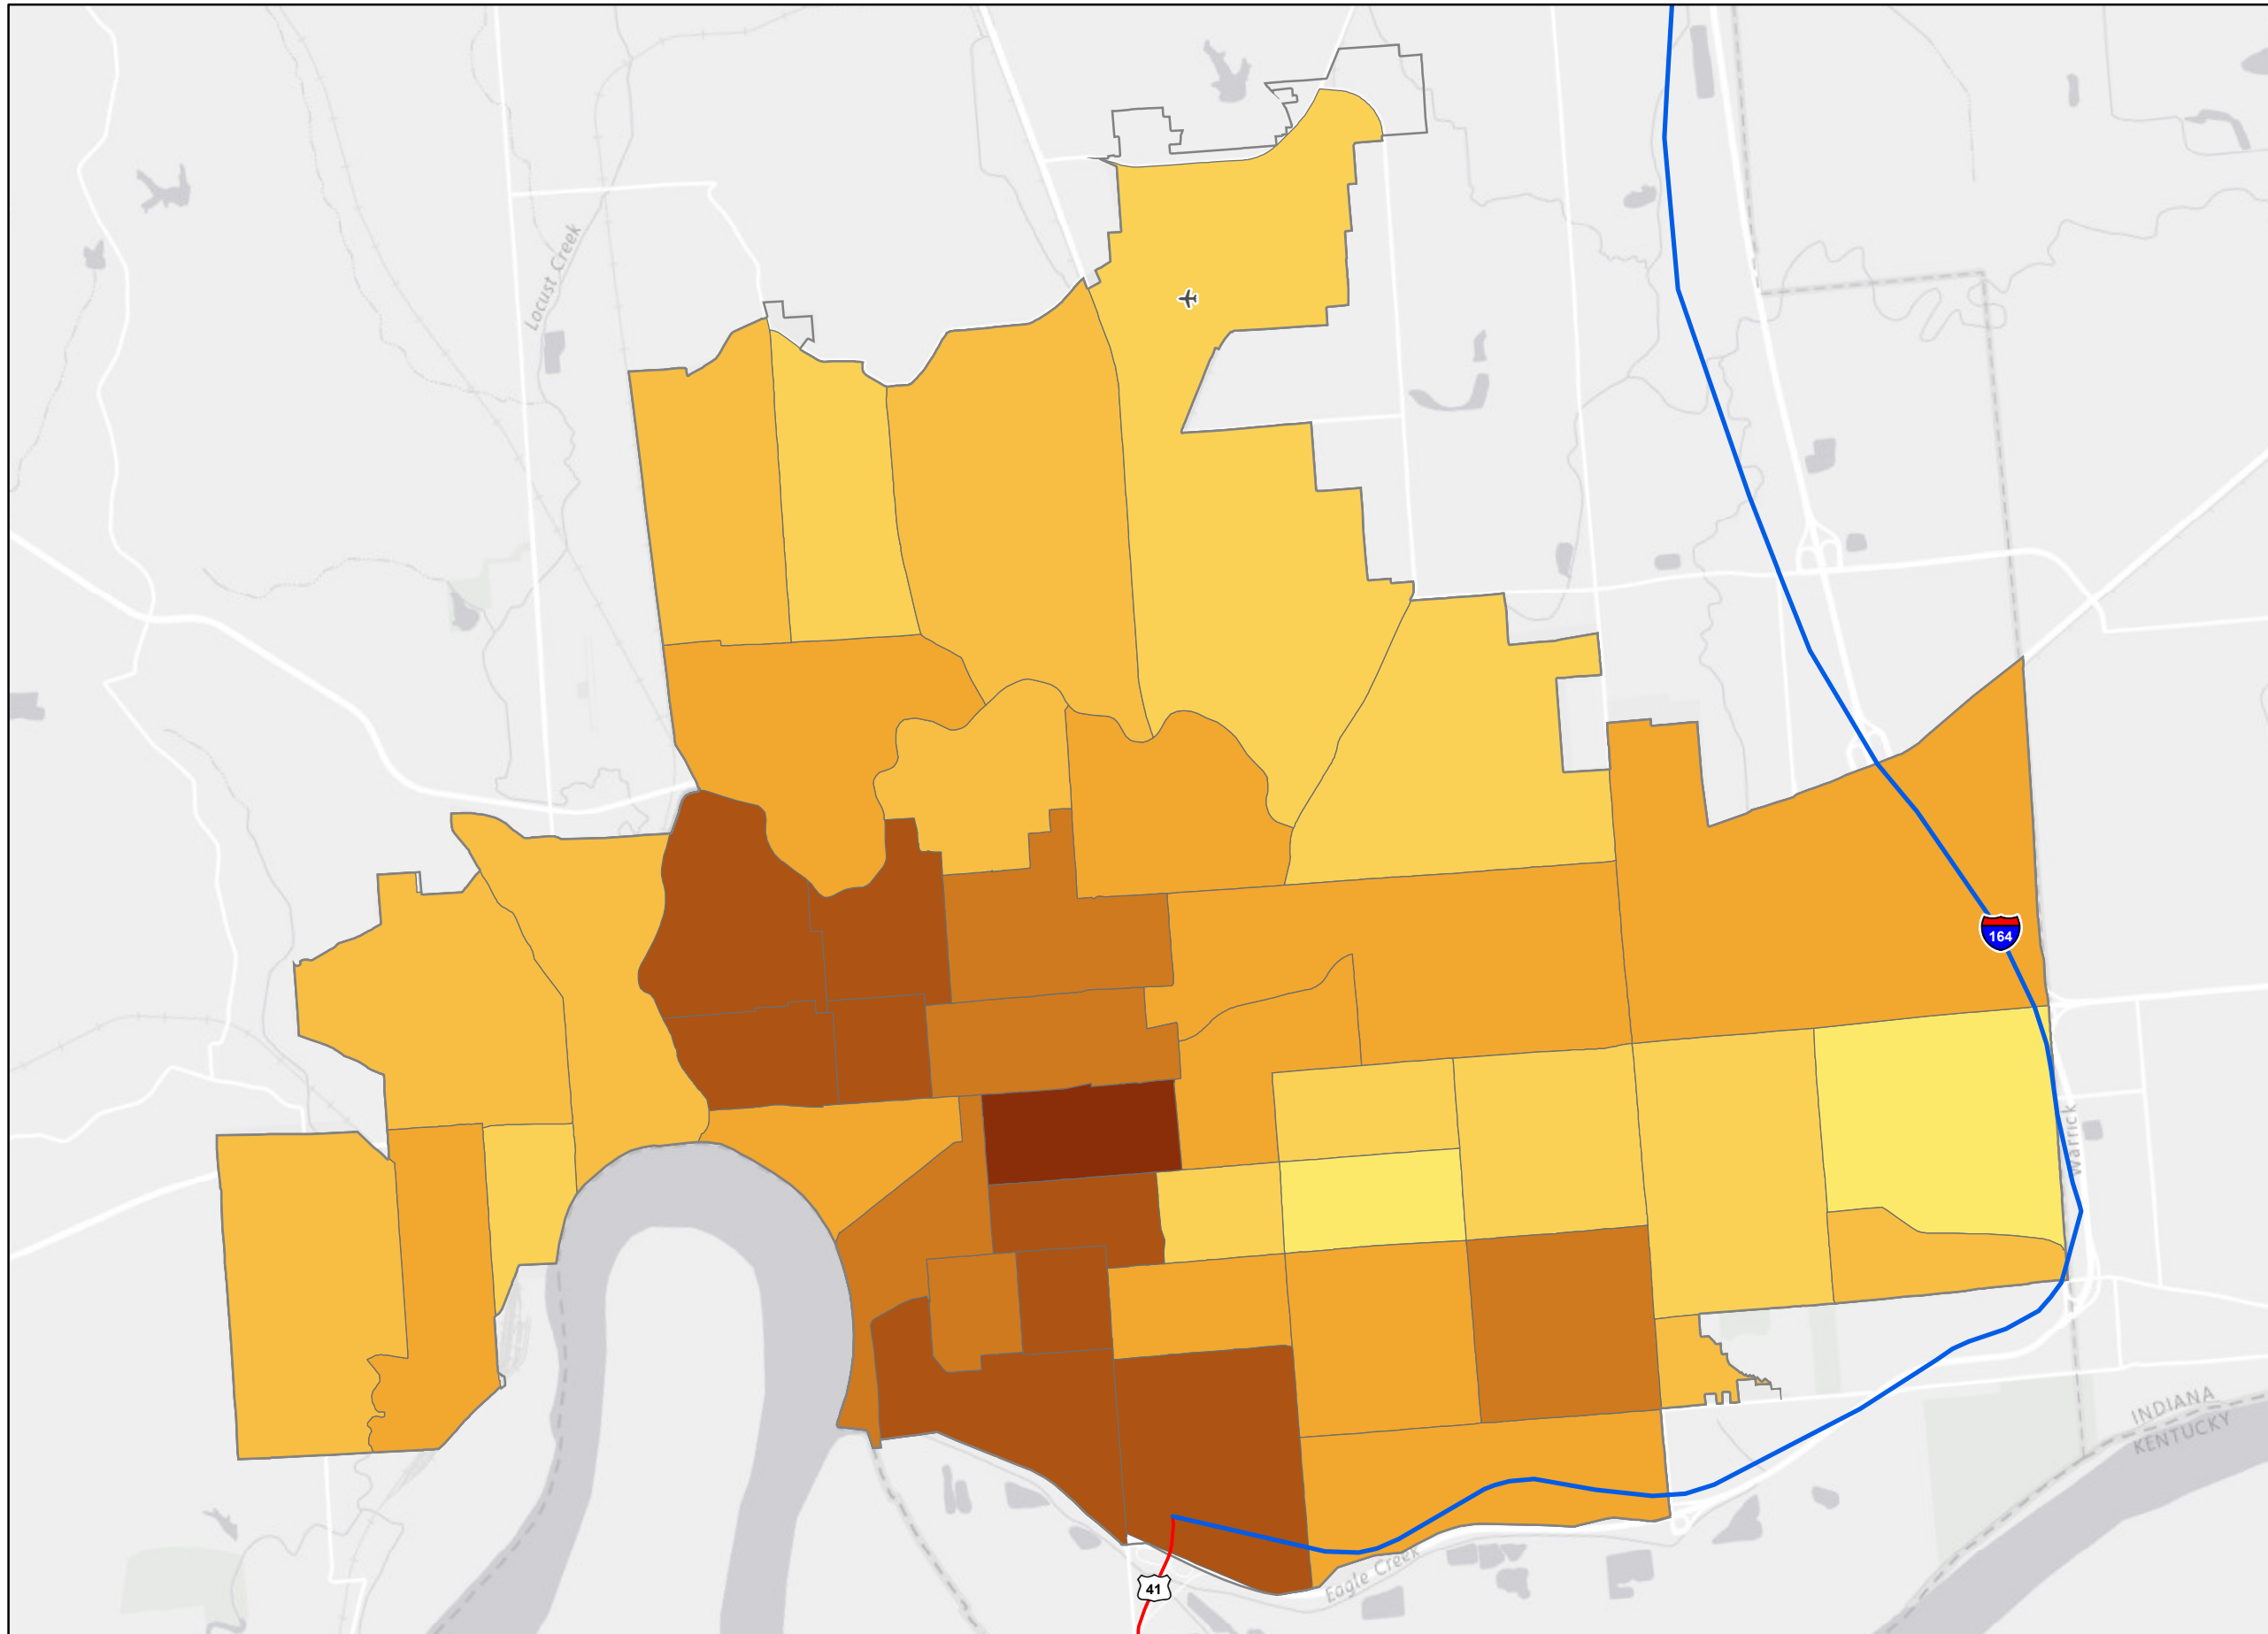 Locust Creek
164
Warrick
INDIANA
KENTUCKY
Eagle Creek
41